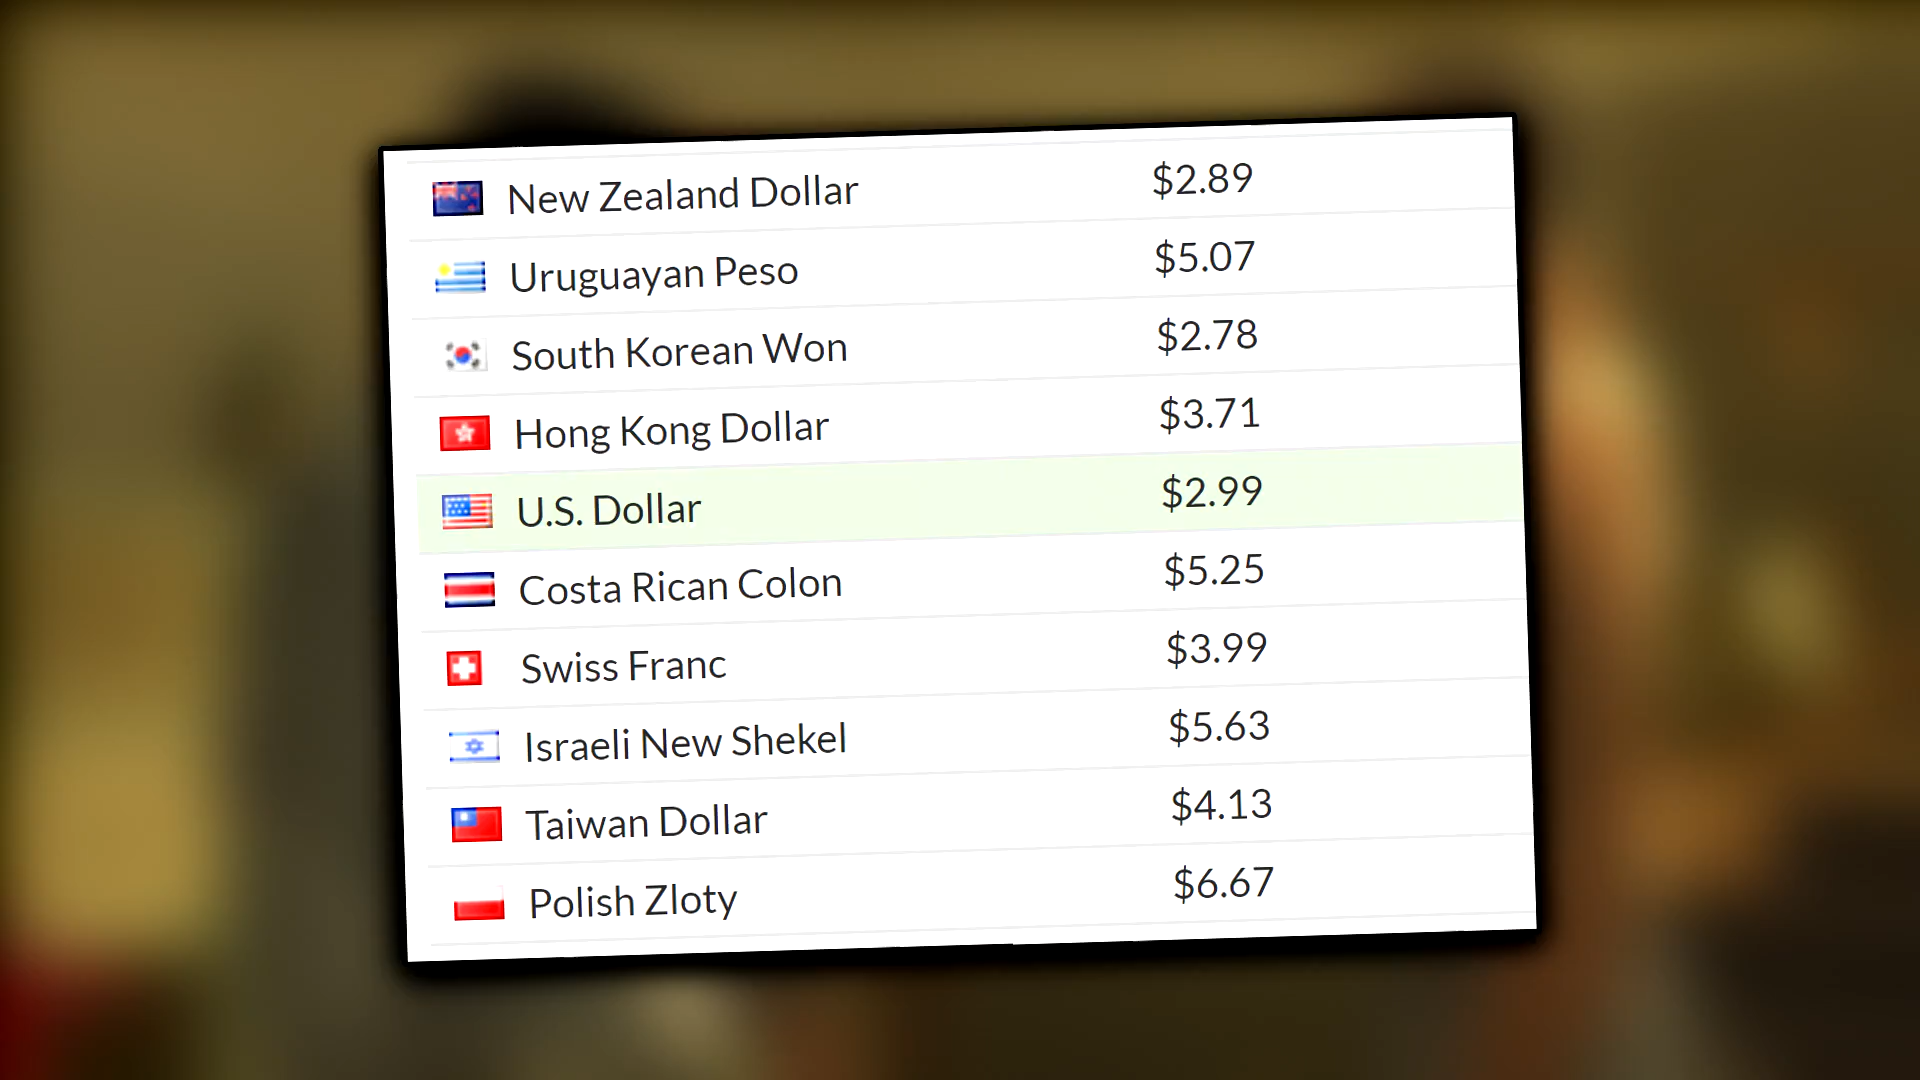 New Zealand Dollar $2.89
Uruguayan Peso $5.07
South Korean Won $2.78
Hong Kong Dollar $3.71
U.S. Dollar $2.99
Costa Rican Colon $5.25
Swiss Franc $3.99
Israeli New Shekel $5.63
Taiwan Dollar $4.13
Polish Zloty $6.67